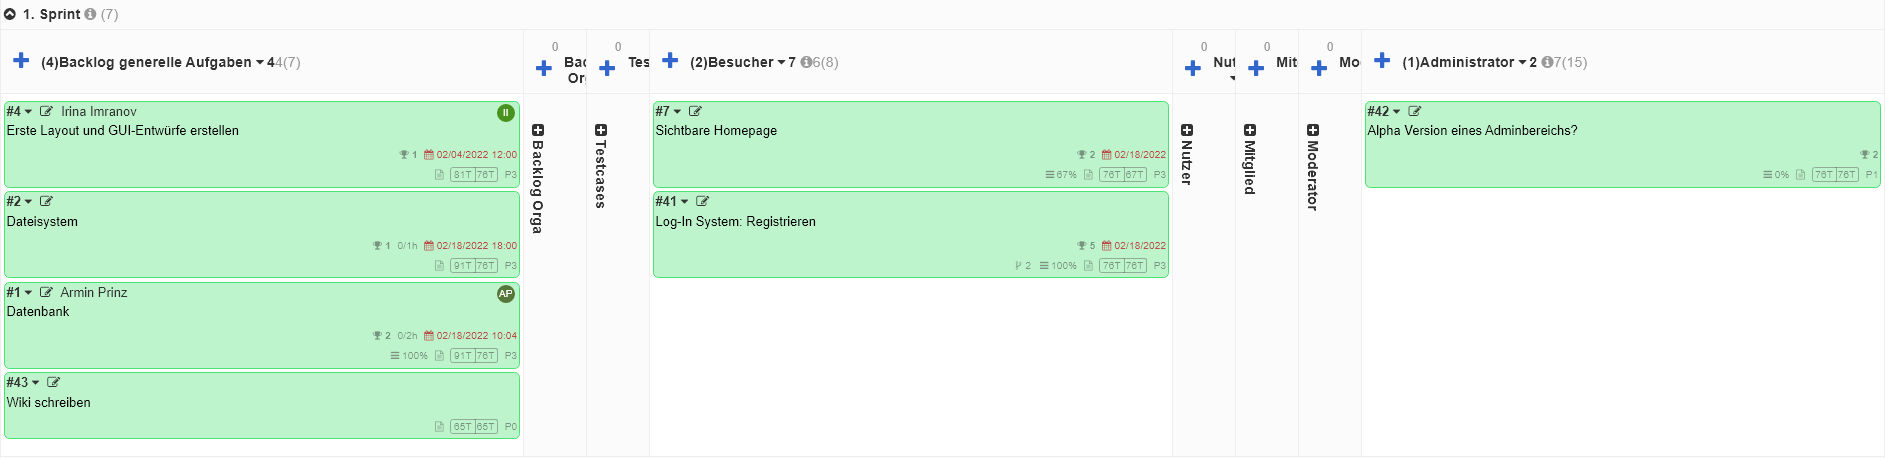 1. Sprint (7)
(4)Backlog generelle Aufgaben 44(7)
0
Bac
Or
0
Tes
(2)Besucher 7 6(8)
0
Nut
0
Mit
0
Mo
(1)Administrator 2 7(15)
#4 Irina Imranov II
Erste Layout und GUI-Entwürfe erstellen
1 02/04/2022 12:00
81T 76T P3
#2
Dateisystem
1 0/1h 02/18/2022 18:00
91T 76T P3
#1 Armin Prinz AP
Datenbank
2 0/2h 02/18/2022 10:04
100% 91T 76T P3
#43
Wiki schreiben
65T 65T P0
Backlog Orga
Testcases
#7
Sichtbare Homepage
2 02/18/2022
67% 76T 67T P3
#41
Log-In System: Registrieren
5 02/18/2022
2 100% 76T 76T P3
Nutzer
Mitglied
Moderator
#42
Alpha Version eines Adminbereichs?
2
0% 76T 76T P1